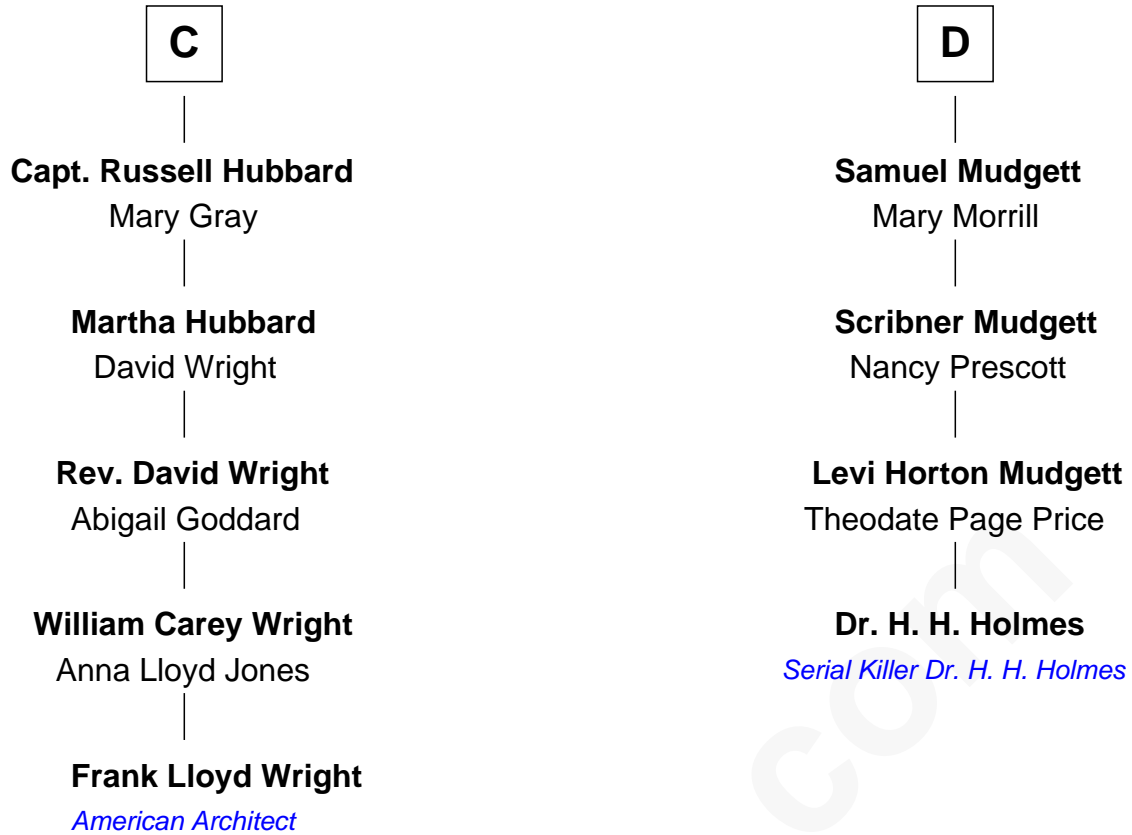 C
Capt. Russell Hubbard
Mary Gray
Martha Hubbard
David Wright
Rev. David Wright
Abigail Goddard
William Carey Wright
Anna Lloyd Jones
Frank Lloyd Wright
American Architect
D
Samuel Mudgett
Mary Morrill
Scribner Mudgett
Nancy Prescott
Levi Horton Mudgett
Theodate Page Price
Dr. H. H. Holmes
Serial Killer Dr. H. H. Holmes
com